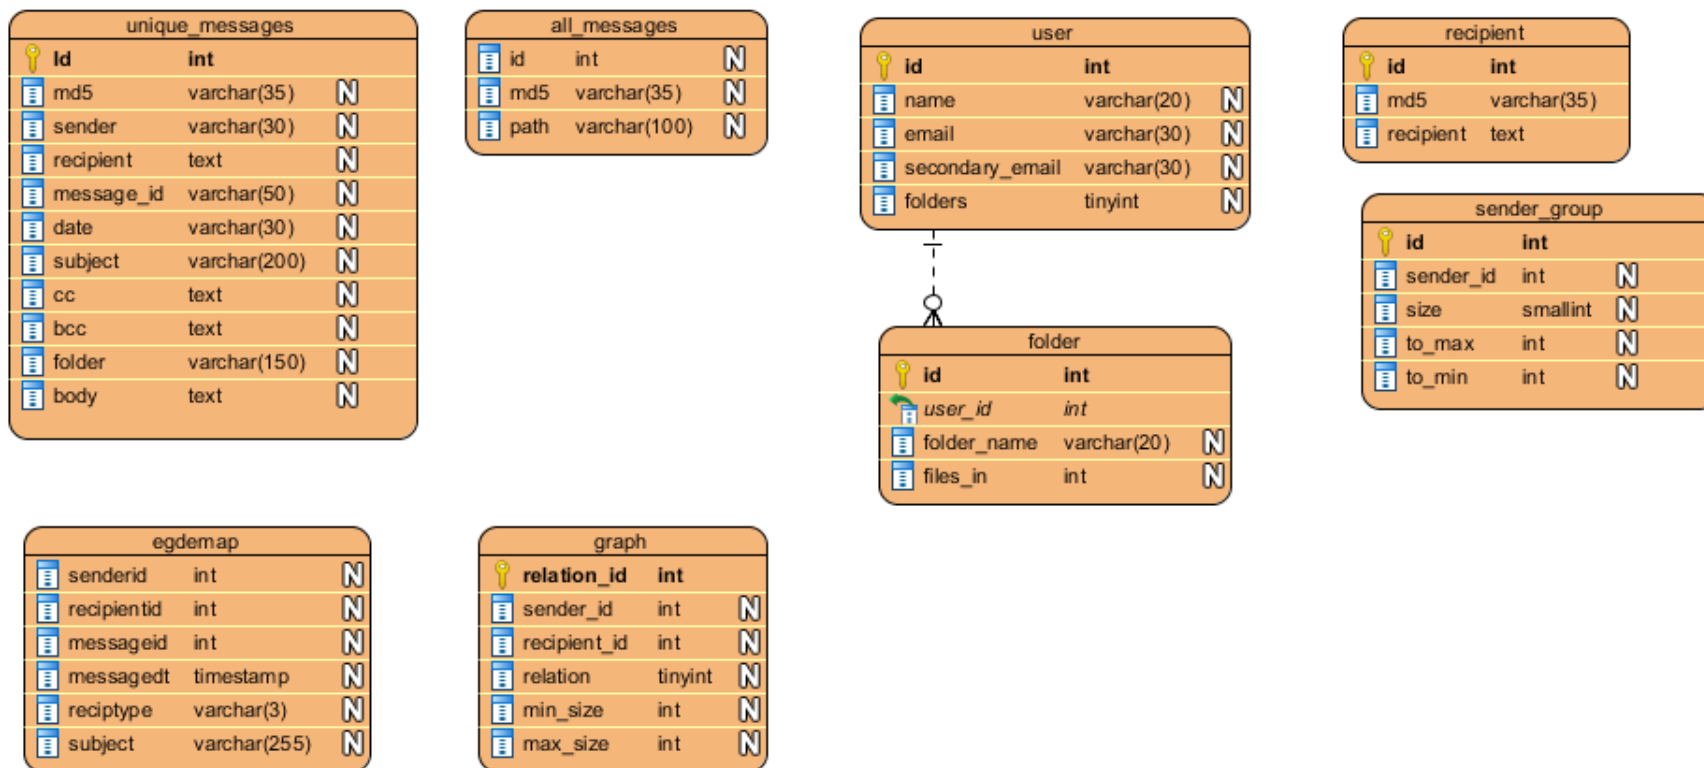 unique_messages
Id int
md5 varchar(35) N
sender varchar(30) N
recipient text N
message_id varchar(50) N
date varchar(30) N
subject varchar(200) N
cc text N
bcc text N
folder varchar(150) N
body text N
all_messages
id int N
md5 varchar(35) N
path varchar(100) N
user
id int
name varchar(20) N
email varchar(30) N
secondary_email varchar(30) N
folders tinyint N
recipient
id int
md5 varchar(35)
recipient text
sender_group
id int
sender_id int N
size smallint N
to_max int N
to_min int N
folder
id int
user_id int
folder_name varchar(20) N
files_in int N
egdemap
senderid int N
recipientid int N
messageid int N
messagedt timestamp N
reciptype varchar(3) N
subject varchar(255) N
graph
relation_id int
sender_id int N
recipient_id int N
relation tinyint N
min_size int N
max_size int N